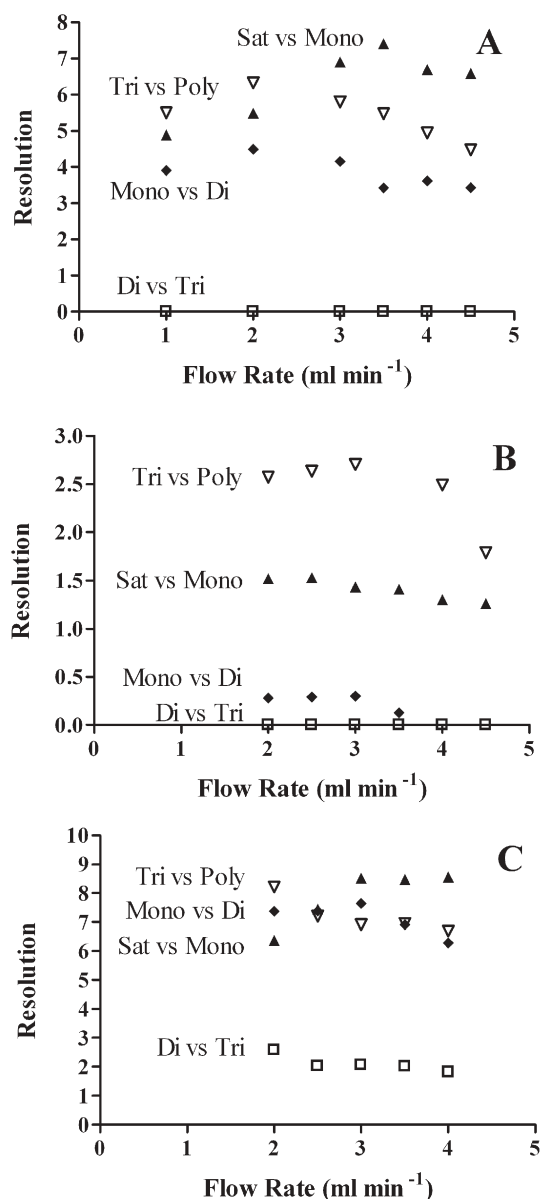 A
8
7
6
5
4
3
2
1
0
Resolution
Sat vs Mono
Tri vs Poly
Mono vs Di
Di vs Tri
0 1 2 3 4 5
Flow Rate (ml min⁻¹)
B
3.0
2.5
2.0
1.5
1.0
0.5
0.0
Resolution
Tri vs Poly
Sat vs Mono
Mono vs Di
Di vs Tri
0 1 2 3 4 5
Flow Rate (ml min⁻¹)
C
10
9
8
7
6
5
4
3
2
1
0
Resolution
Tri vs Poly
Mono vs Di
Sat vs Mono
Di vs Tri
0 1 2 3 4 5
Flow Rate (ml min⁻¹)